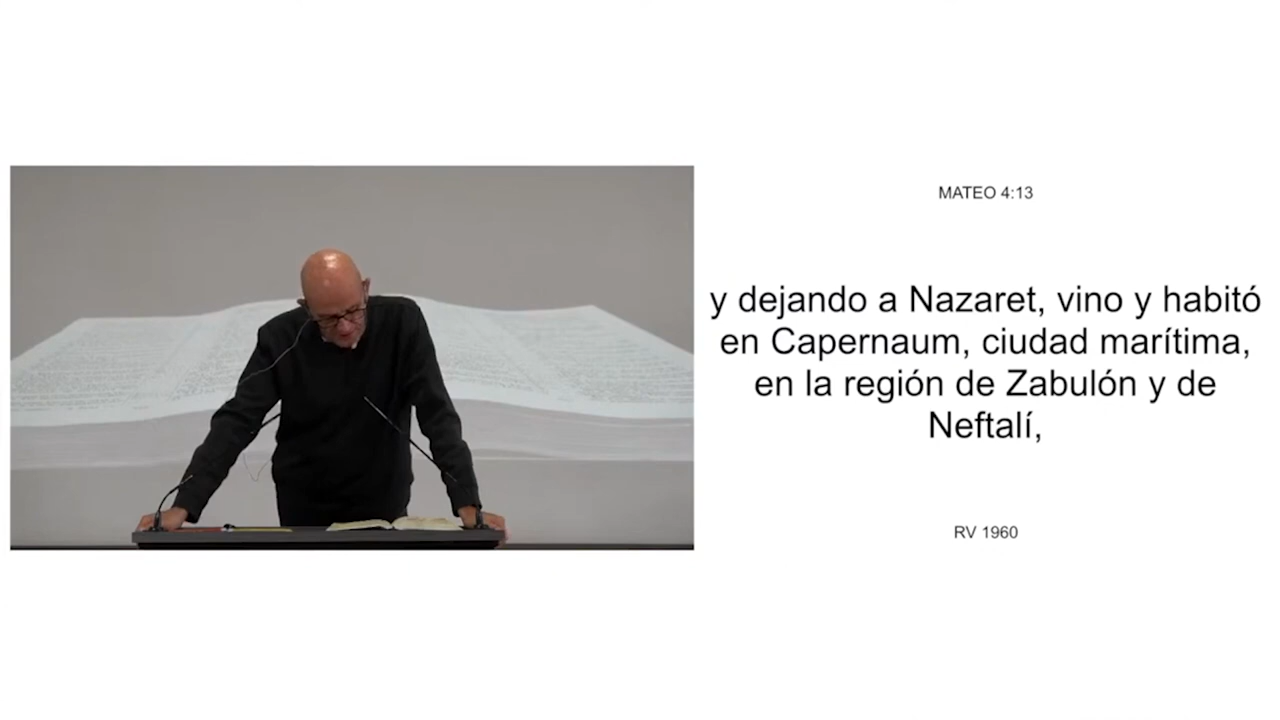 MATEO 4:13
y dejando a Nazaret, vino y habitó
en Capernaum, ciudad marítima,
en la región de Zabulón y de
Neftalí,
RV 1960